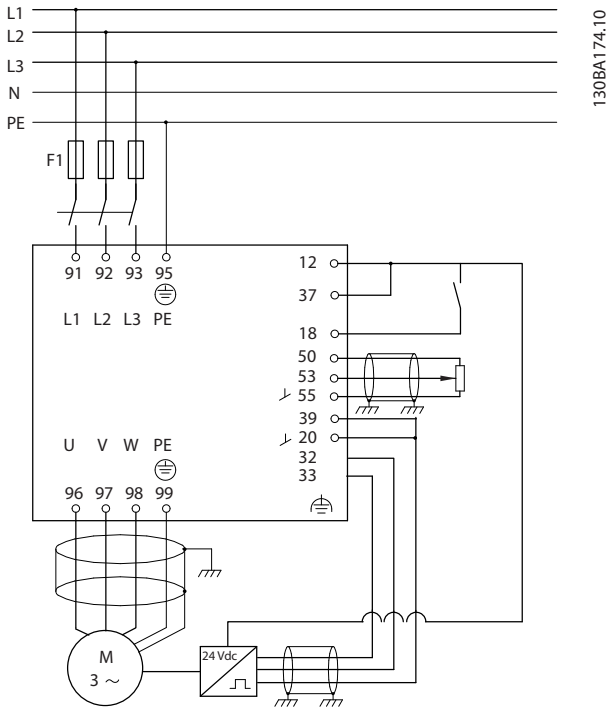 L1
L2
L3
N
PE
130BA174.10
F1
91 92 93 95
L1 L2 L3 PE
12
37
18
50
53
55
39
20
32
33
U V W PE
96 97 98 99
M
3 ~
24 Vdc